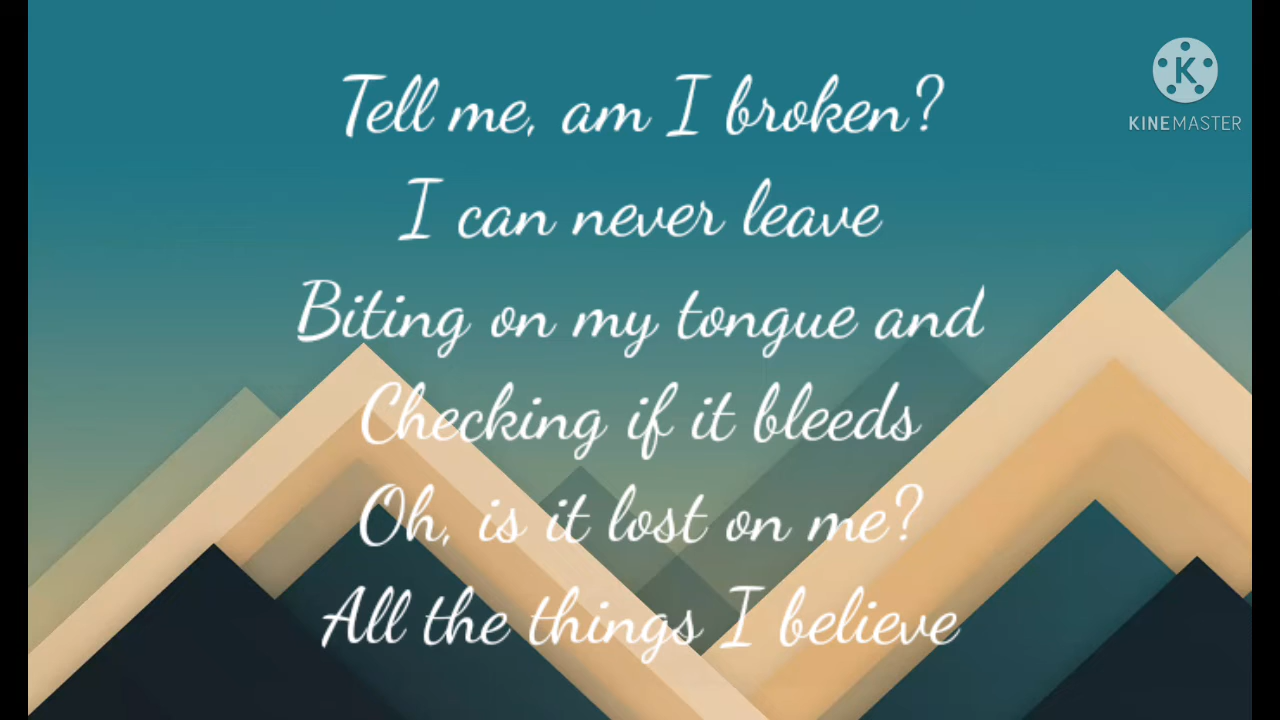 Tell me, am I broken?
I can never leave
Biting on my tongue and
Checking if it bleeds
Oh, is it lost on me?
All the things I believe
K
KINEMASTER